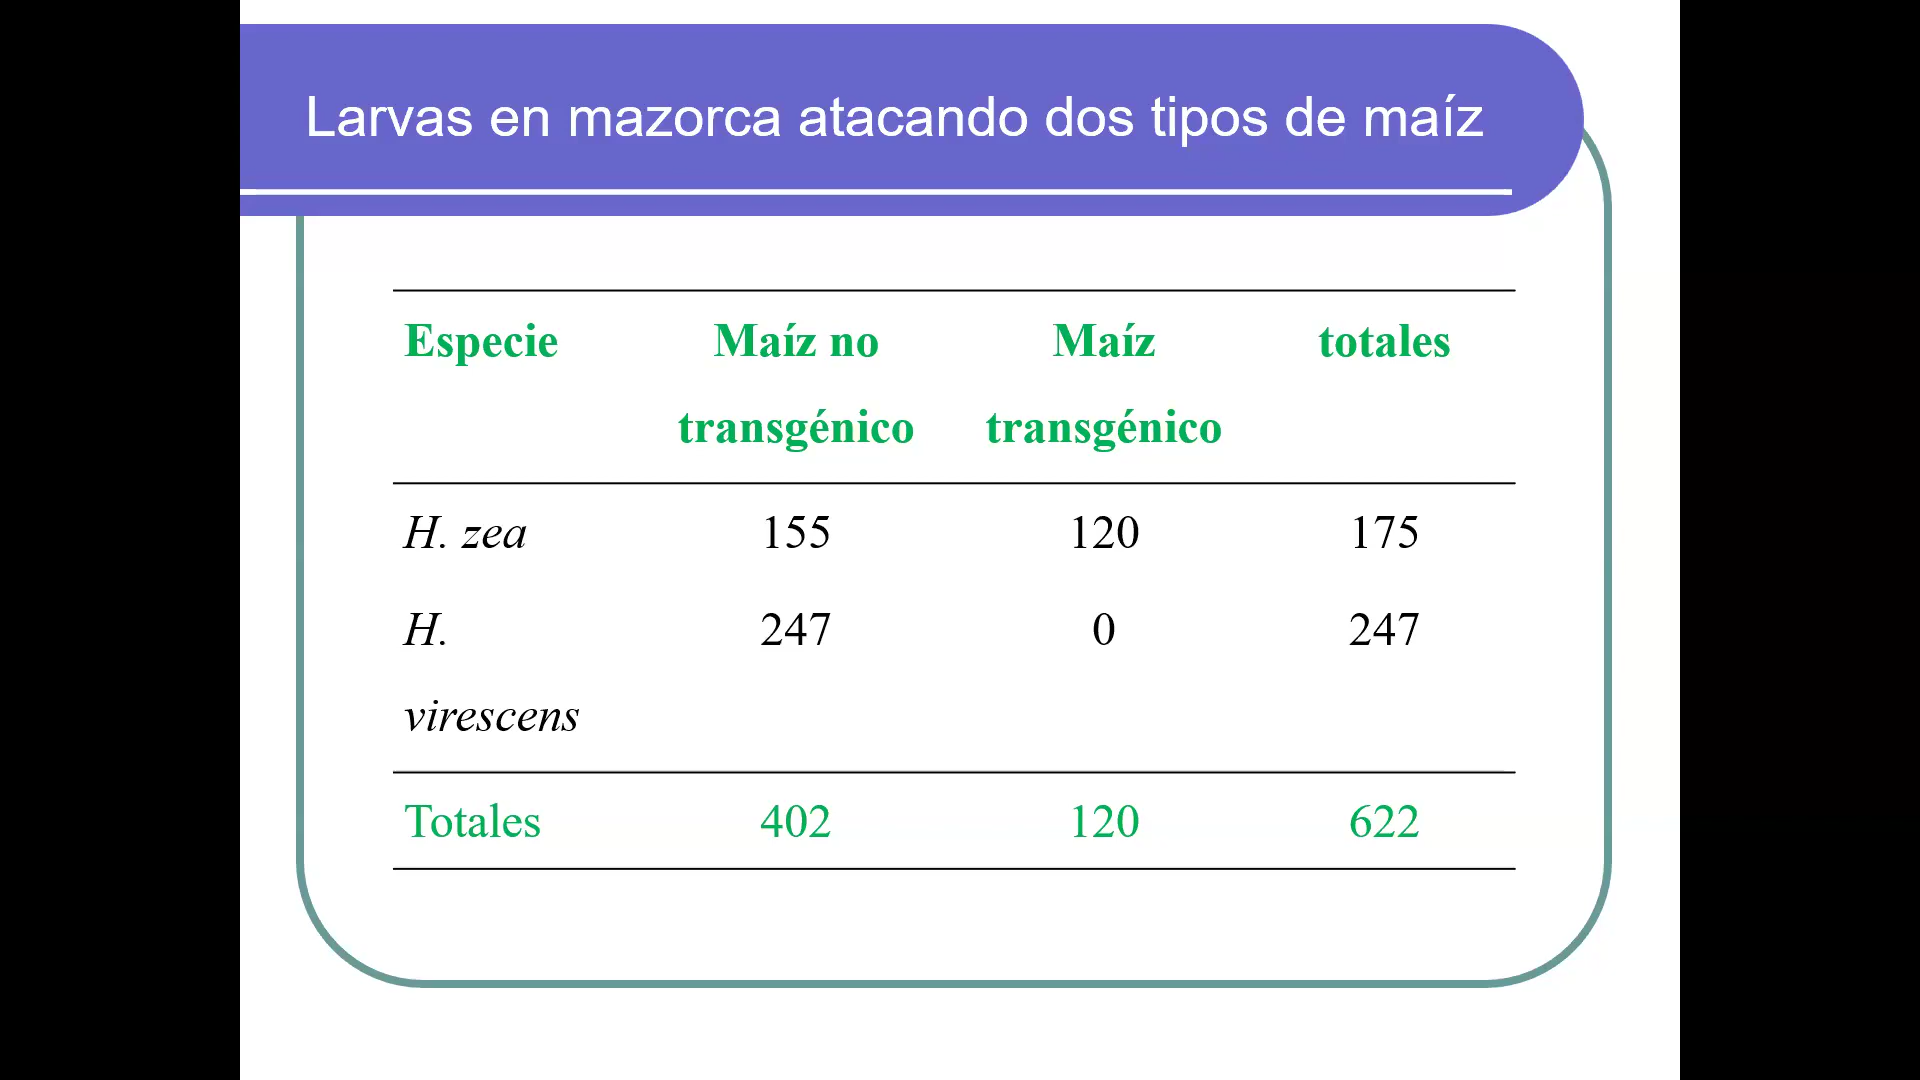 Larvas en mazorca atacando dos tipos de maíz
Especie Maíz no Maíz totales
transgénico transgénico
H. zea 155 120 175
H. 247 0 247
virescens
Totales 402 120 622